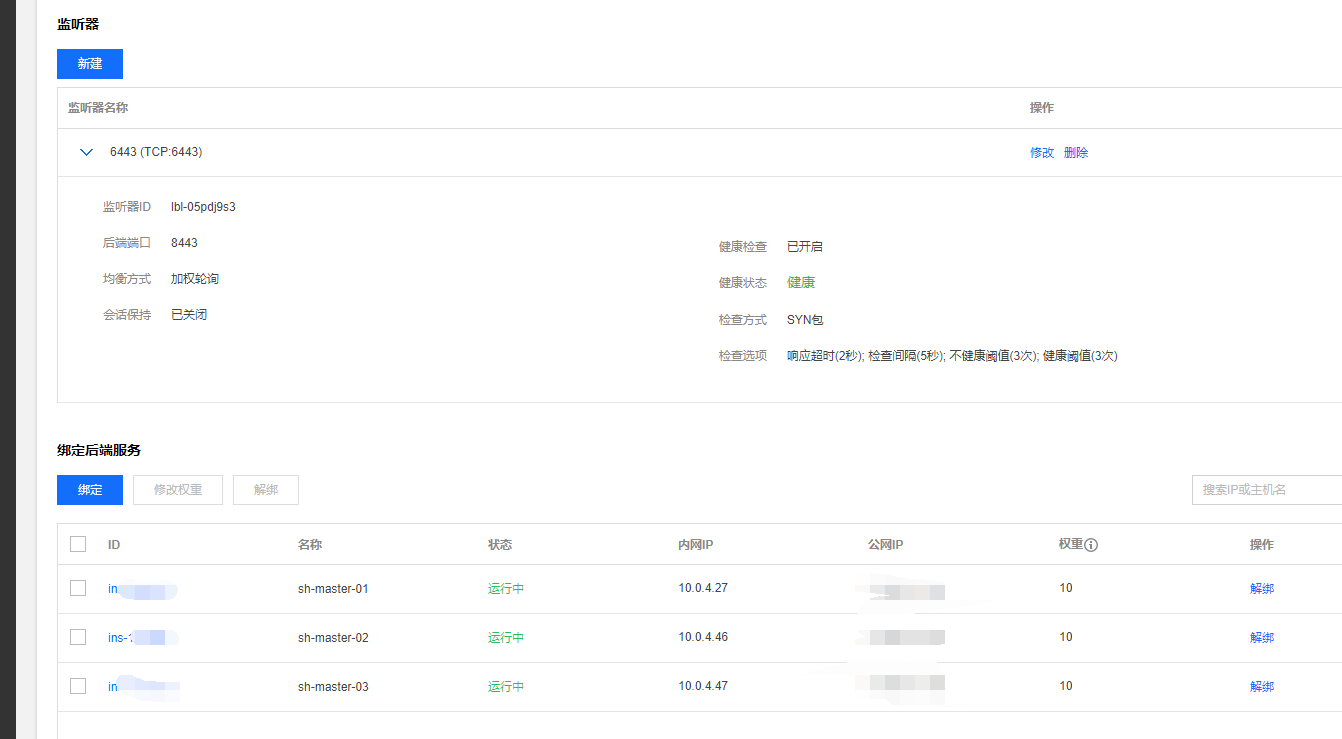 监听器
新建
监听器名称 操作
6443 (TCP:6443) 修改 删除
监听器ID lbl-05pdj9s3
后端端口 8443 健康检查 已开启
均衡方式 加权轮询 健康状态 健康
会话保持 已关闭 检查方式 SYN包
检查选项 响应超时(2秒); 检查间隔(5秒); 不健康阈值(3次); 健康阈值(3次)
绑定后端服务
绑定 修改权重 解绑 搜索IP或主机名
ID 名称 状态 内网IP 公网IP 权重 操作
in sh-master-01 运行中 10.0.4.27 10 解绑
ins- sh-master-02 运行中 10.0.4.46 10 解绑
in sh-master-03 运行中 10.0.4.47 10 解绑